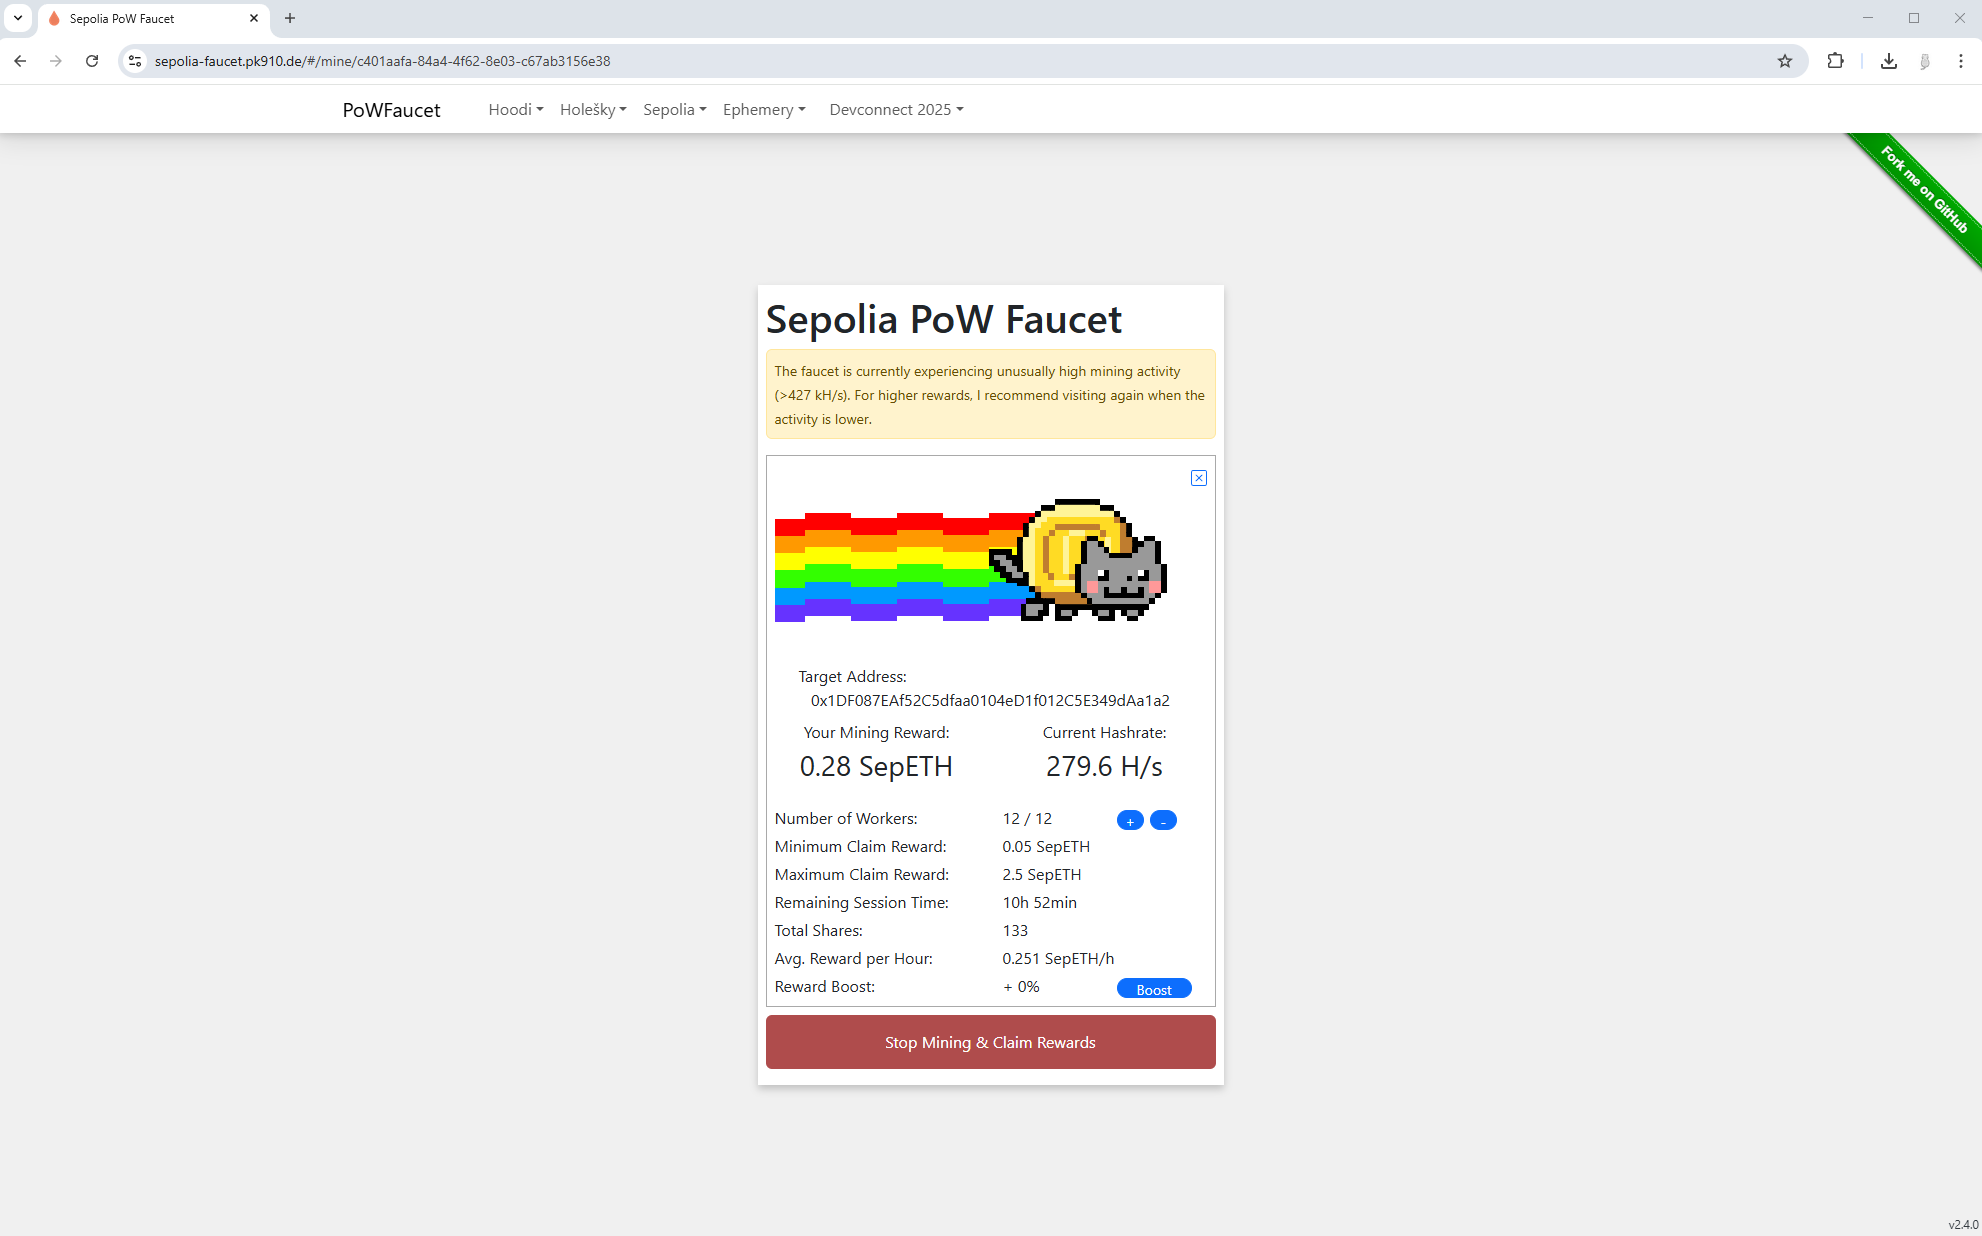 Sepolia PoW Faucet
sepolia-faucet.pk910.de/#/mine/c401aafa-84a4-4f62-8e03-c67ab3156e38
PoWFaucet
Hoodi
Holešky
Sepolia
Ephemery
Devconnect 2025
Fork me on GitHub
Sepolia PoW Faucet
The faucet is currently experiencing unusually high mining activity
(>427 kH/s). For higher rewards, I recommend visiting again when the
activity is lower.
Target Address:
0x1DF087EAf52C5dfaa0104eD1f012C5E349dAa1a2
Your Mining Reward:
0.28 SepETH
Current Hashrate:
279.6 H/s
Number of Workers: 12 / 12 + -
Minimum Claim Reward: 0.05 SepETH
Maximum Claim Reward: 2.5 SepETH
Remaining Session Time: 10h 52min
Total Shares: 133
Avg. Reward per Hour: 0.251 SepETH/h
Reward Boost: + 0% Boost
Stop Mining & Claim Rewards
v2.4.0